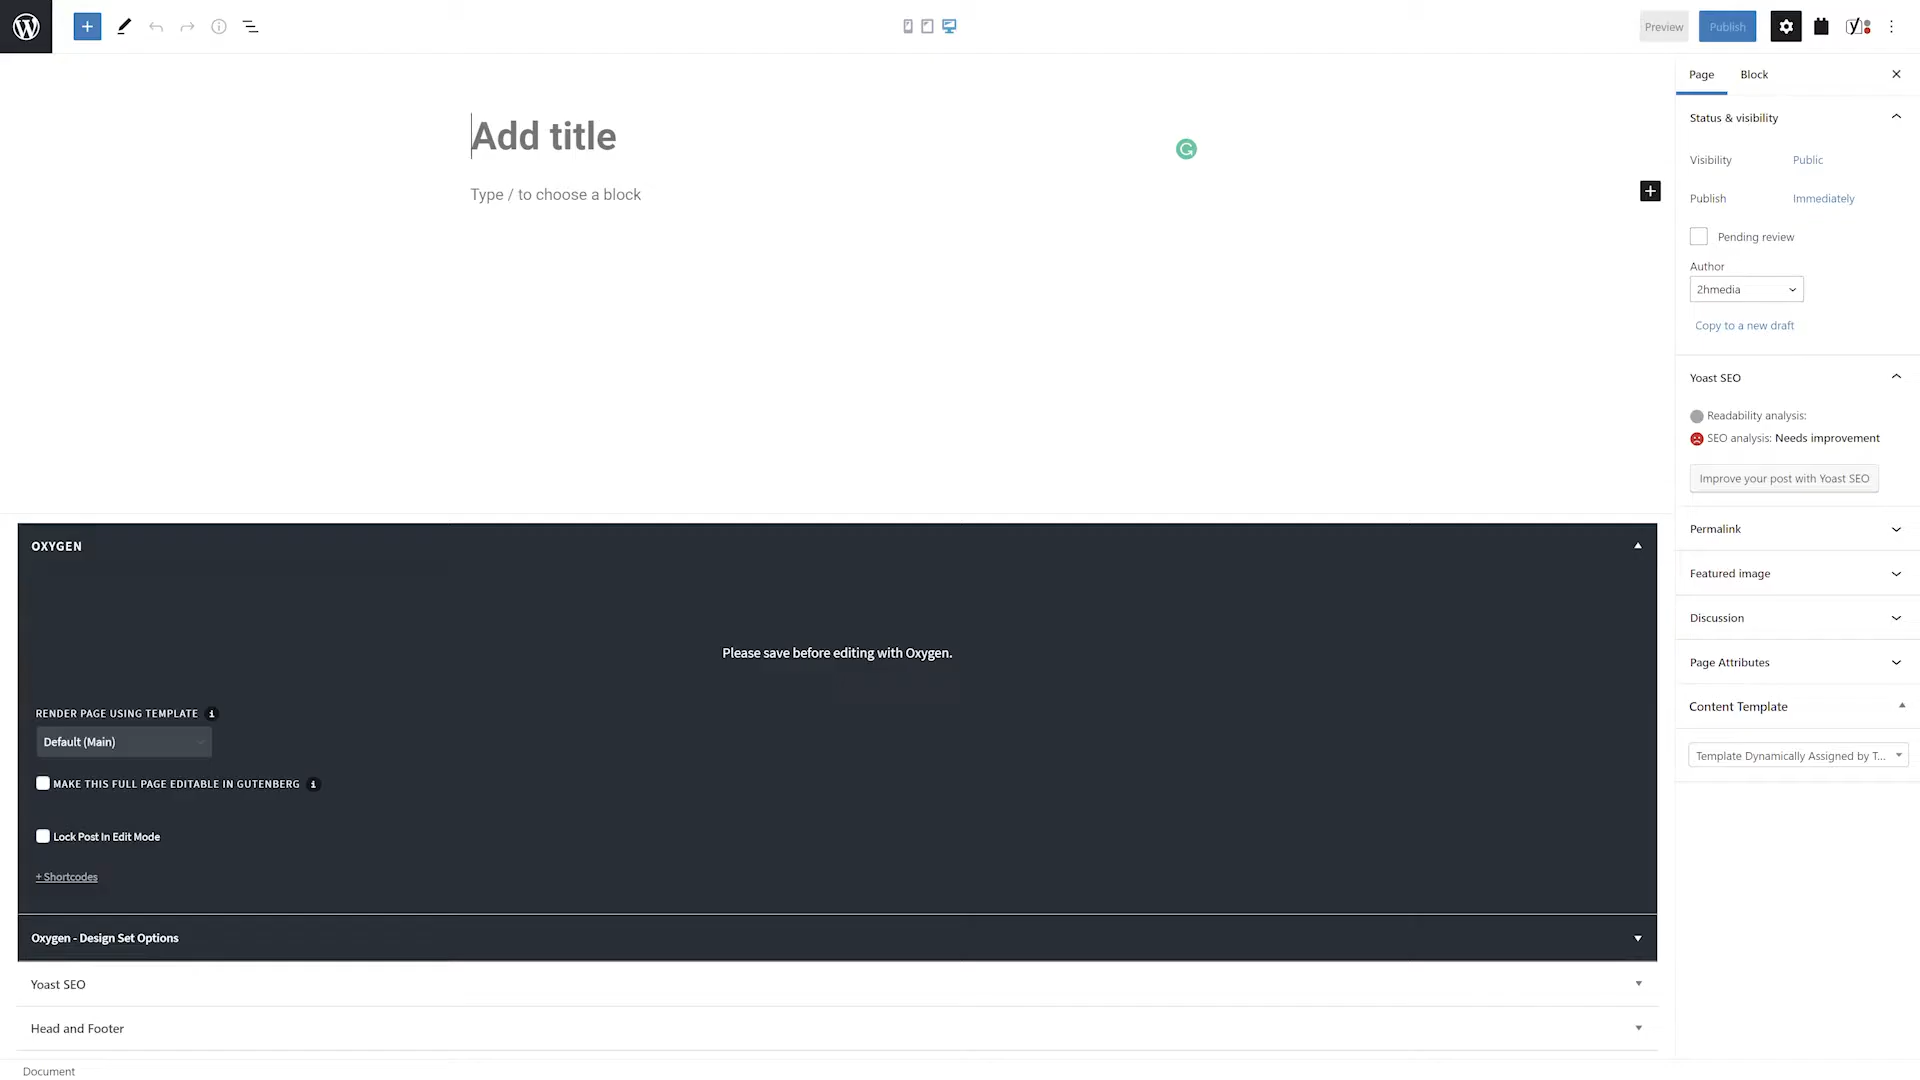 Preview
Publish
Page
Block
Add title
Type / to choose a block
Status & visibility
Visibility
Public
Publish
Immediately
Pending review
Author
2hmedia
Copy to a new draft
Yoast SEO
Readability analysis:
SEO analysis: Needs improvement
Improve your post with Yoast SEO
Permalink
Featured image
Discussion
Page Attributes
Content Template
Template Dynamically Assigned by T...
OXYGEN
Please save before editing with Oxygen.
RENDER PAGE USING TEMPLATE
Default (Main)
MAKE THIS FULL PAGE EDITABLE IN GUTENBERG
Lock Post In Edit Mode
+ Shortcodes
Oxygen - Design Set Options
Yoast SEO
Head and Footer
Document